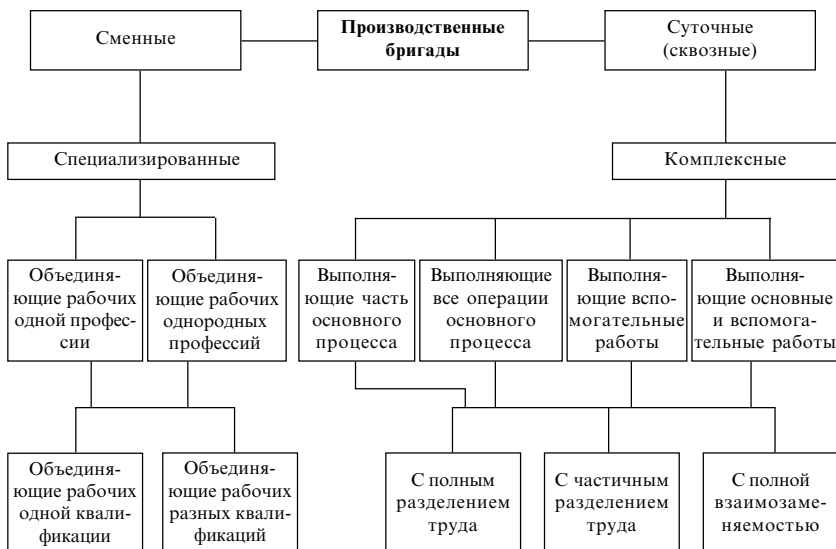 Сменные
Производственные
бригады
Суточные
(сквозные)
Специализированные
Комплексные
Объединя-
ющие рабочих
одной профес-
сии
Объединя-
ющие рабочих
однородных
профессий
Выполня-
ющие часть
основного
процесса
Выполняющие
все операции
основного
процесса
Выполня-
ющие вспо-
могательные
работы
Выполня-
ющие основные
и вспомога-
тельные работы
Объединя-
ющие рабочих
одной квали-
фикации
Объединя-
ющие рабочих
разных квали-
фикаций
С полным
разделением
труда
С частичным
разделением
труда
С полной
взаимозаме-
няемостью